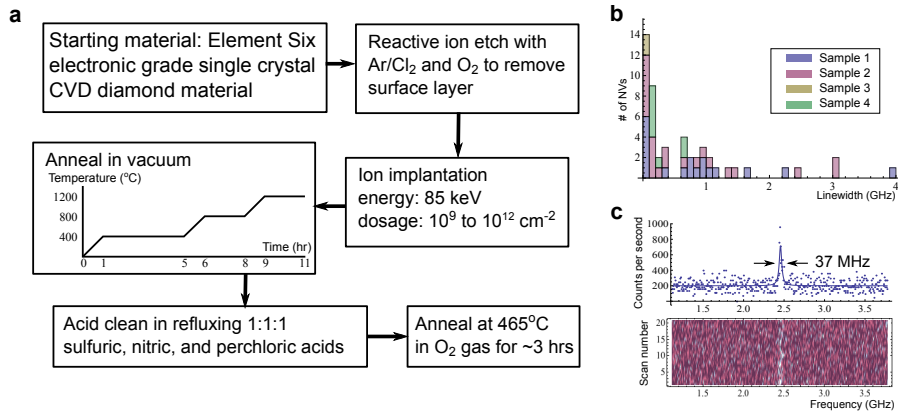 a
Starting material: Element Six
electronic grade single crystal
CVD diamond material
Reactive ion etch with
Ar/Cl₂ and O₂ to remove
surface layer
Ion implantation
energy: 85 keV
dosage: 10⁹ to 10¹² cm⁻²
Anneal in vacuum
Temperature (°C)
1200
800
400
Time (hr)
0 1 5 6 8 9 11
Acid clean in refluxing 1:1:1
sulfuric, nitric, and perchloric acids
Anneal at 465°C
in O₂ gas for ~3 hrs
b
# of NVs
14
12
10
8
6
4
2
0
Sample 1
Sample 2
Sample 3
Sample 4
1 2 3 4
Linewidth (GHz)
c
Counts per second
1000
800
600
400
200
37 MHz
1.5 2.0 2.5 3.0 3.5
Scan number
20
15
10
5
1.5 2.0 2.5 3.0 3.5
Frequency (GHz)